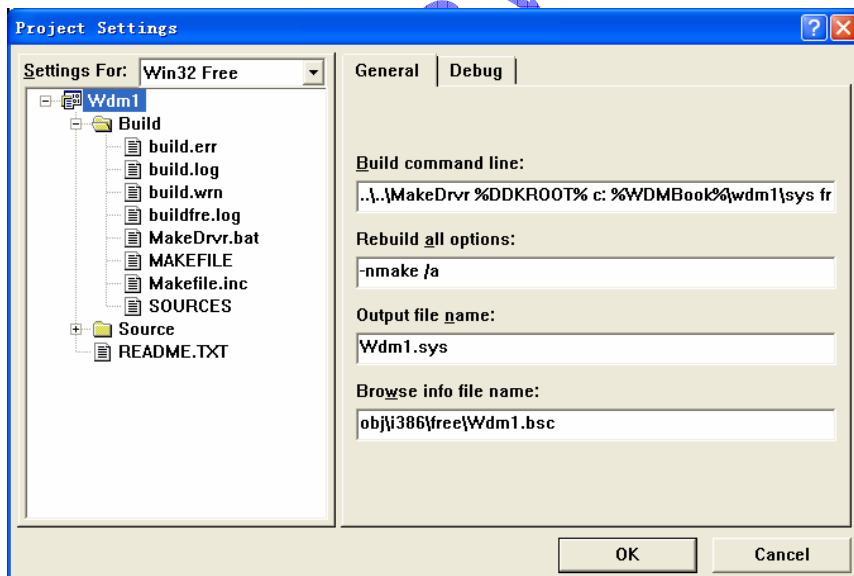 Project Settings
Settings For: Win32 Free
Wdm1
Build
build.err
build.log
build.wrn
buildfre.log
MakeDrvr.bat
MAKEFILE
Makefile.inc
SOURCES
Source
README.TXT
General Debug
Build command line:
..\..\MakeDrvr %DDKROOT% c: %WDMBook%\wdm1\sys fr
Rebuild all options:
-nmake /a
Output file name:
Wdm1.sys
Browse info file name:
obj\i386\free\Wdm1.bsc
OK Cancel